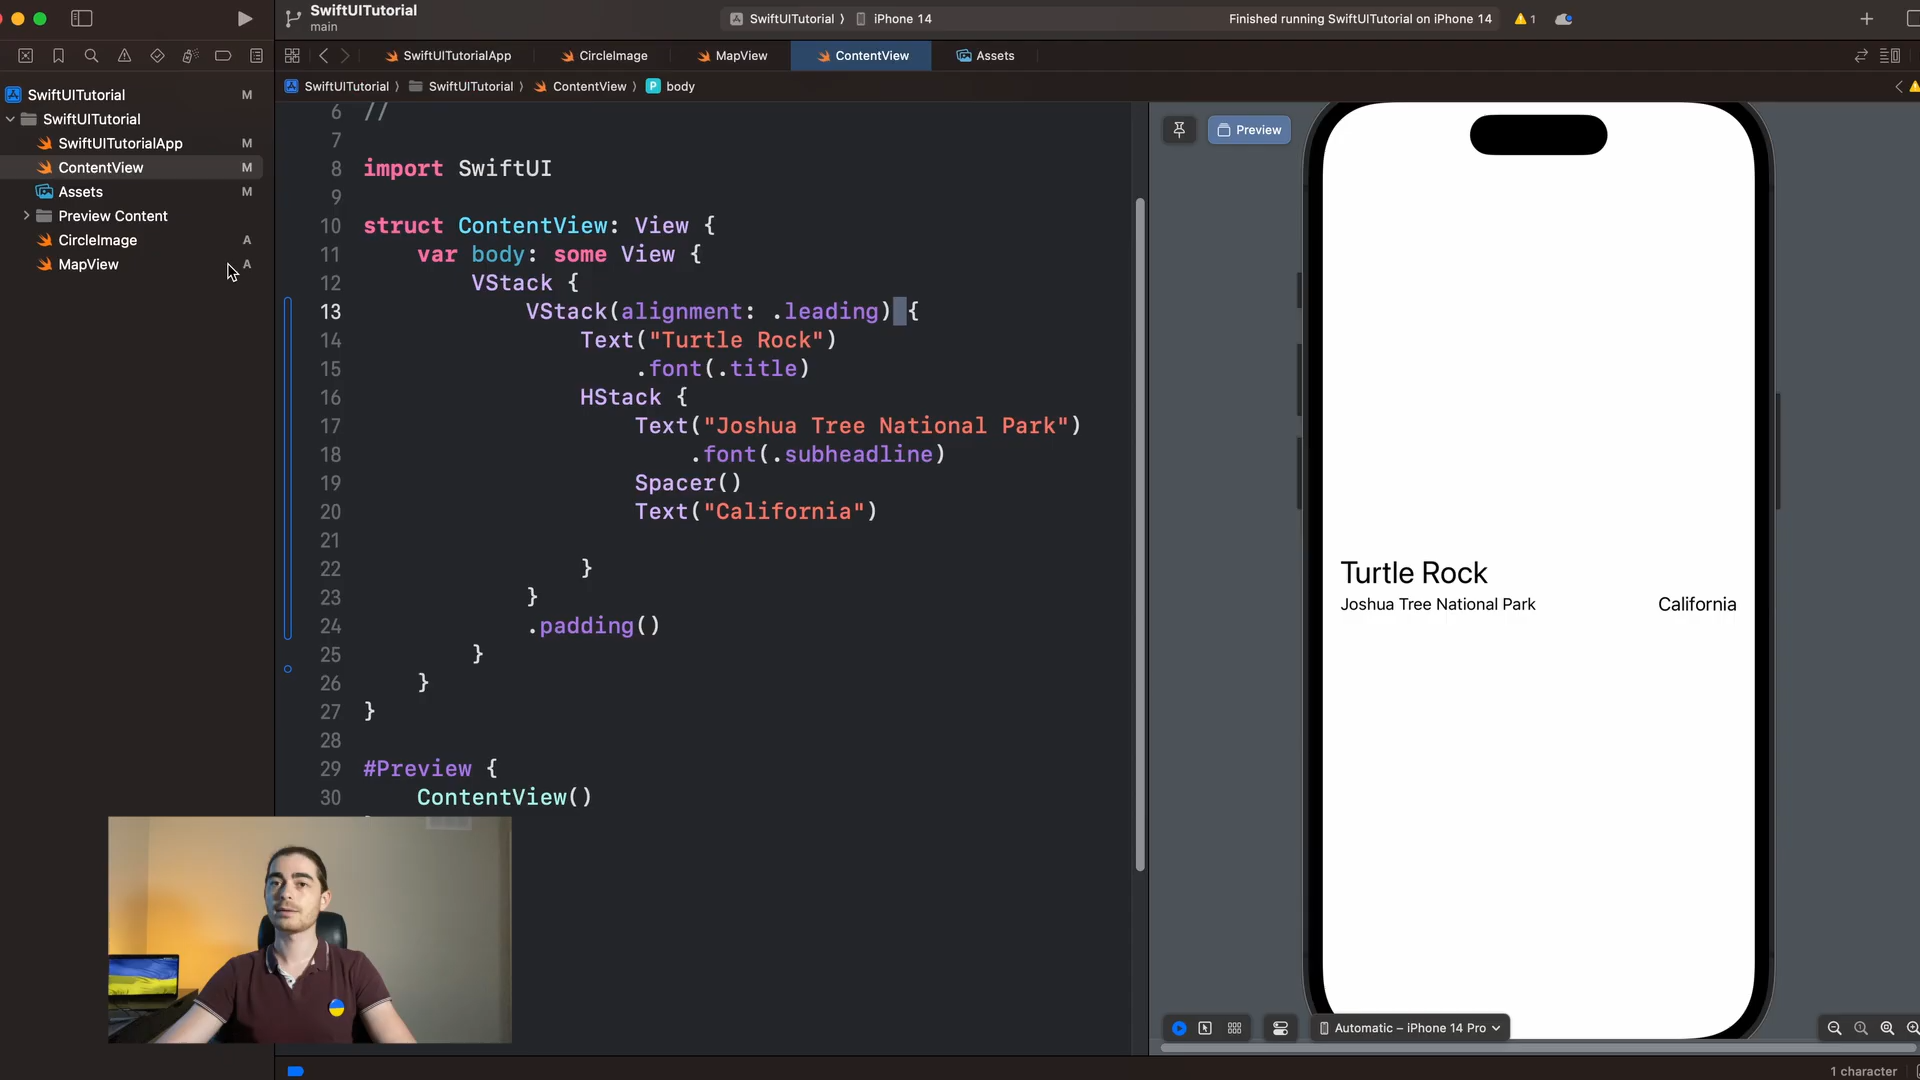 SwiftUITutorial
main
SwiftUITutorial ⟩ iPhone 14
Finished running SwiftUITutorial on iPhone 14
1
SwiftUITutorialApp
CircleImage
MapView
ContentView
Assets
SwiftUITutorial ⟩ SwiftUITutorial ⟩ ContentView ⟩ P body
SwiftUITutorial M
SwiftUITutorial
SwiftUITutorialApp M
ContentView M
Assets M
Preview Content
CircleImage A
MapView A
6 //
7
8 import SwiftUI
9
10 struct ContentView: View {
11 var body: some View {
12 VStack {
13 VStack(alignment: .leading) {
14 Text("Turtle Rock")
15 .font(.title)
16 HStack {
17 Text("Joshua Tree National Park")
18 .font(.subheadline)
19 Spacer()
20 Text("California")
21
22 }
23 }
24 .padding()
25 }
26 }
27 }
28
29 #Preview {
30 ContentView()
Preview
Turtle Rock
Joshua Tree National Park California
Automatic – iPhone 14 Pro
1 character